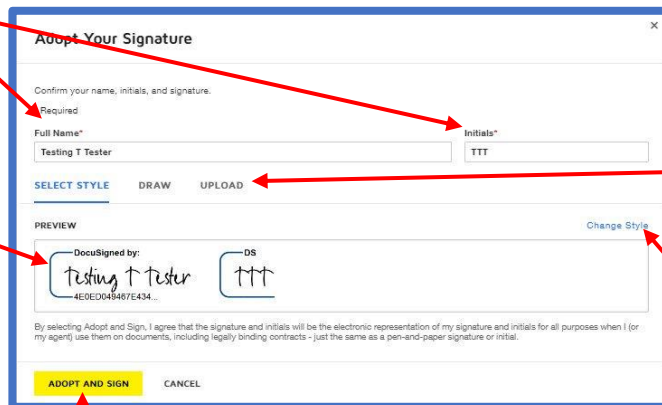 Adopt Your Signature
×
Confirm your name, initials, and signature.
Required
Full Name*
Initials*
Testing T Tester
TTT
SELECT STYLE DRAW UPLOAD
PREVIEW
Change Style
DocuSigned by:
DS
Testing T Tester
TTT
4E0ED049467E434...
By selecting Adopt and Sign, I agree that the signature and initials will be the electronic representation of my signature and initials for all purposes when I (or
my agent) use them on documents, including legally binding contracts - just the same as a pen-and-paper signature or initial.
ADOPT AND SIGN CANCEL